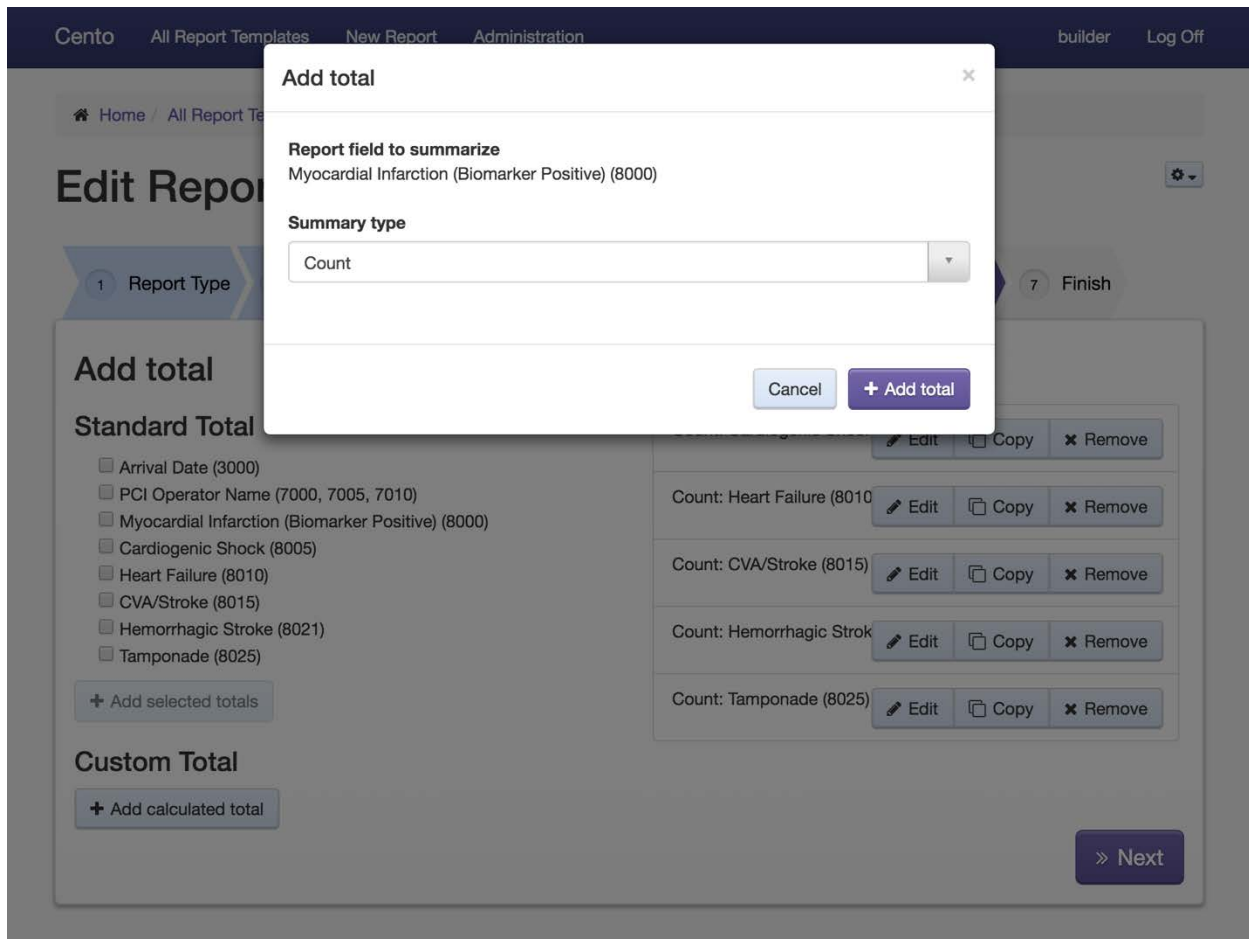 Cento All Report Templates New Report Administration builder Log Off
Add total ×
Home / All Report Te
Report field to summarize
Myocardial Infarction (Biomarker Positive) (8000)
Edit Repor
Summary type
Count
1 Report Type 7 Finish
Cancel + Add total
Add total
Standard Total
Edit Copy Remove
Arrival Date (3000)
PCI Operator Name (7000, 7005, 7010)
Myocardial Infarction (Biomarker Positive) (8000)
Cardiogenic Shock (8005)
Heart Failure (8010)
CVA/Stroke (8015)
Hemorrhagic Stroke (8021)
Tamponade (8025)
Count: Heart Failure (8010 Edit Copy Remove
Count: CVA/Stroke (8015) Edit Copy Remove
Count: Hemorrhagic Strok Edit Copy Remove
Count: Tamponade (8025) Edit Copy Remove
+ Add selected totals
Custom Total
+ Add calculated total
» Next